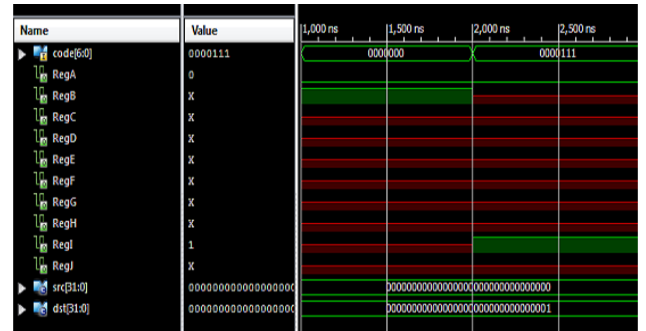 Name Value 1,000 ns 1,500 ns 2,000 ns 2,500 ns
code[6:0] 0000111 0000000 0000111
RegA 0
RegB X
RegC X
RegD X
RegE X
RegF X
RegG X
RegH X
RegI 1
RegJ X
src[31:0] 0000000000000000000 00000000000000000000000000000000
dst[31:0] 0000000000000000000 00000000000000000000000000000001